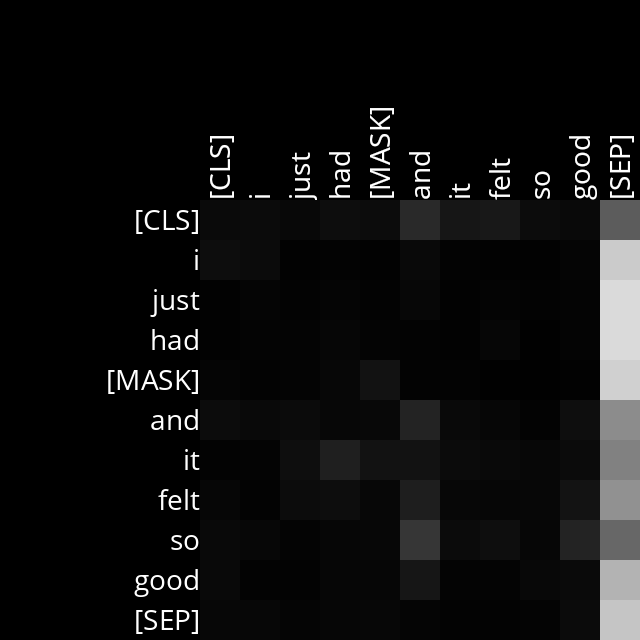 [CLS] i just had [MASK] and it felt so good [SEP]
[CLS]
i
just
had
[MASK]
and
it
felt
so
good
[SEP]